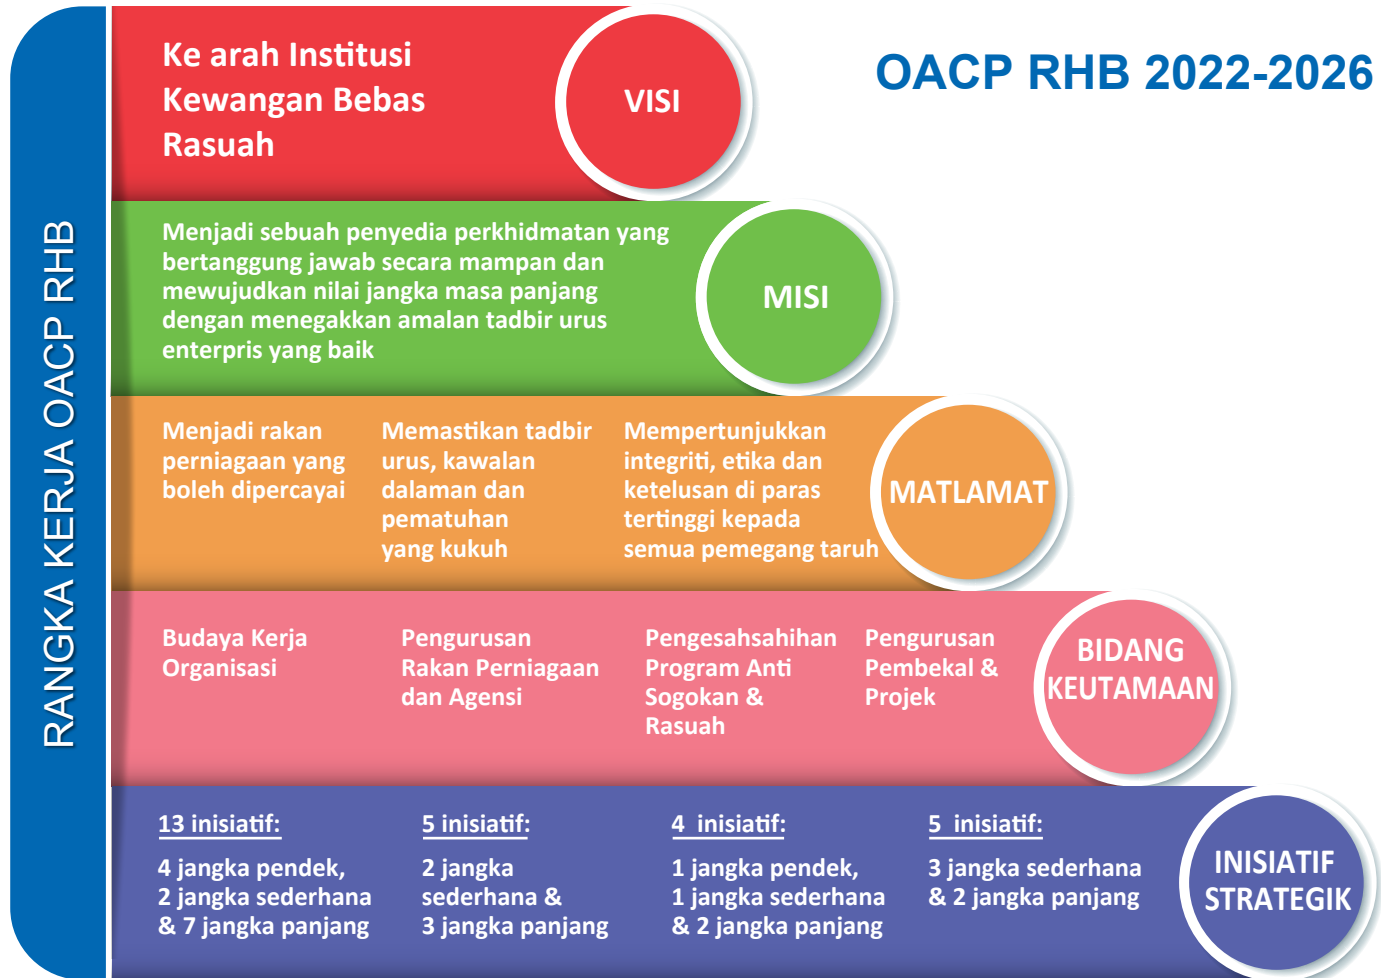 OACP RHB 2022-2026
RANGKA KERJA OACP RHB
Ke arah Institusi
Kewangan Bebas
Rasuah
VISI
Menjadi sebuah penyedia perkhidmatan yang
bertanggung jawab secara mampan dan
mewujudkan nilai jangka masa panjang
dengan menegakkan amalan tadbir urus
enterpris yang baik
MISI
Menjadi rakan
perniagaan yang
boleh dipercayai
Memastikan tadbir
urus, kawalan
dalaman dan
pematuhan
yang kukuh
Mempertunjukkan
integriti, etika dan
ketelusan di paras
tertinggi kepada
semua pemegang taruh
MATLAMAT
Budaya Kerja
Organisasi
Pengurusan
Rakan Perniagaan
dan Agensi
Pengesahsahihan
Program Anti
Sogokan &
Rasuah
Pengurusan
Pembekal &
Projek
BIDANG
KEUTAMAAN
13 inisiatif:
4 jangka pendek,
2 jangka sederhana
& 7 jangka panjang
5 inisiatif:
2 jangka
sederhana &
3 jangka panjang
4 inisiatif:
1 jangka pendek,
1 jangka sederhana
& 2 jangka panjang
5 inisiatif:
3 jangka sederhana
& 2 jangka panjang
INISIATIF
STRATEGIK